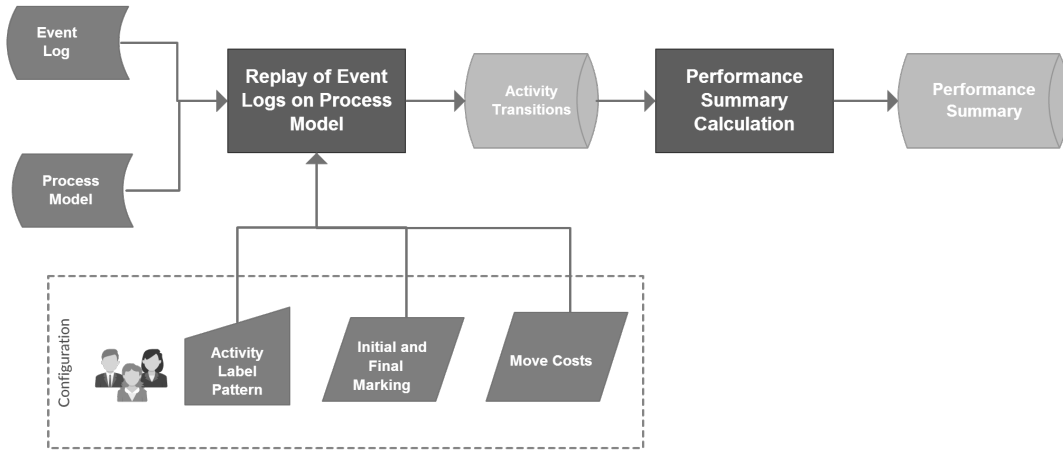 Event
Log
Process
Model
Replay of Event
Logs on Process
Model
Activity
Transitions
Performance
Summary
Calculation
Performance
Summary
Configuration
Activity
Label
Pattern
Initial and
Final
Marking
Move Costs